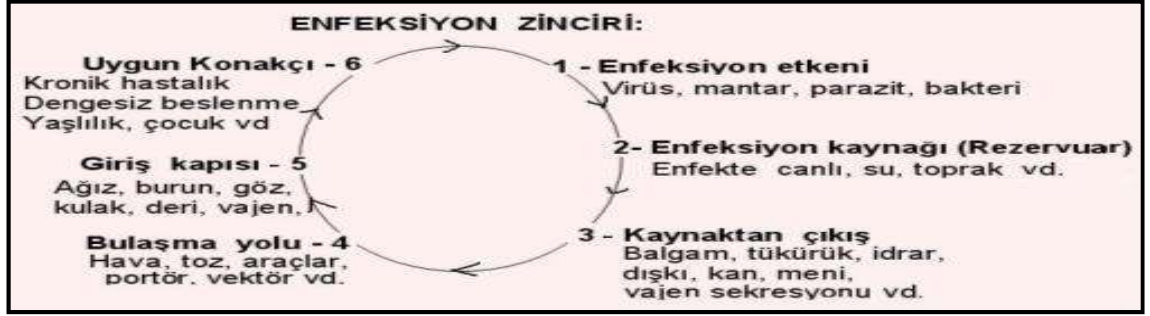 ENFEKSİYON ZİNCİRİ:
1 - Enfeksiyon etkeni
Virüs, mantar, parazit, bakteri
2- Enfeksiyon kaynağı (Rezervuar)
Enfekte canlı, su, toprak vd.
3 - Kaynaktan çıkış
Balgam, tükürük, idrar,
dışkı, kan, meni,
vajen sekresyonu vd.
Bulaşma yolu - 4
Hava, toz, araçlar,
portör, vektör vd.
Giriş kapısı - 5
Ağız, burun, göz,
kulak, deri, vajen,
Uygun Konakçı - 6
Kronik hastalık
Dengesiz beslenme
Yaşlılık, çocuk vd